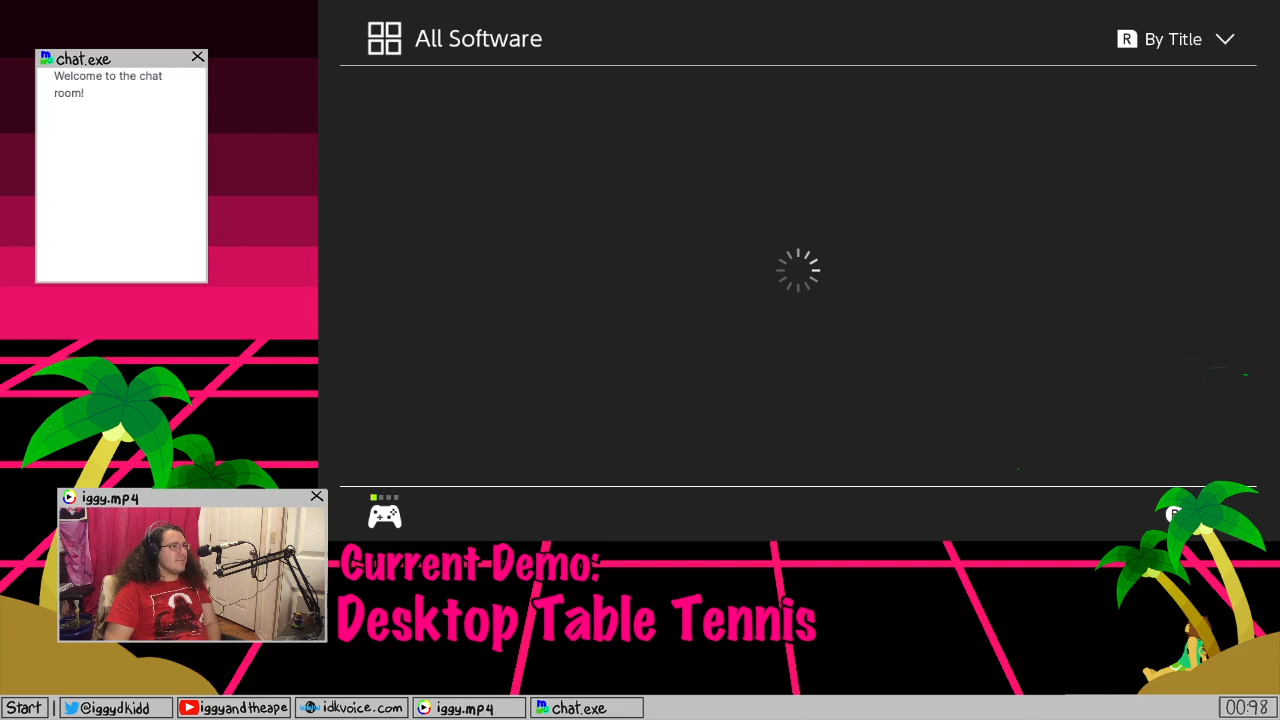 All Software
R By Title
chat.exe
Welcome to the chat
room!
iggy.mp4
Current Demo:
Desktop Table Tennis
Start | @iggydkidd iggyandtheape www idkvoice.com iggy.mp4 chat.exe 00:98